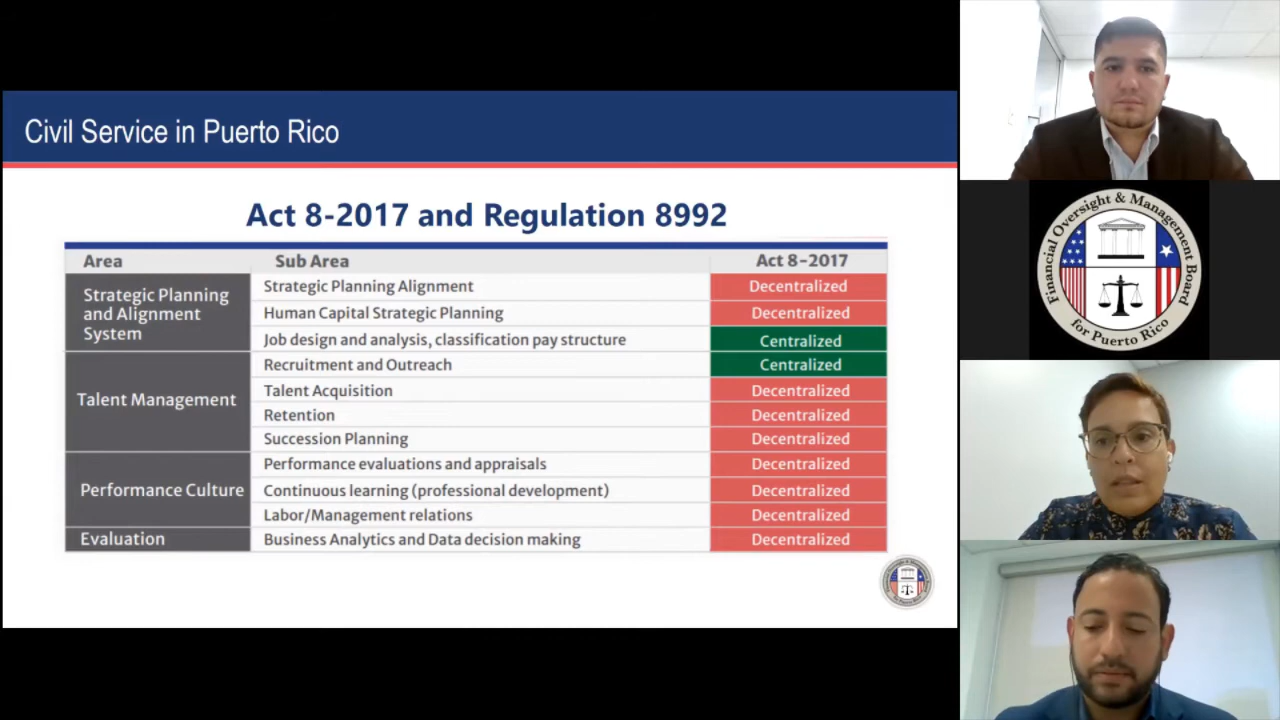 Civil Service in Puerto Rico
Act 8-2017 and Regulation 8992
Area Sub Area Act 8-2017
Strategic Planning
and Alignment
System
Strategic Planning Alignment Decentralized
Human Capital Strategic Planning Decentralized
Job design and analysis, classification pay structure Centralized
Talent Management
Recruitment and Outreach Centralized
Talent Acquisition Decentralized
Retention Decentralized
Succession Planning Decentralized
Performance Culture
Performance evaluations and appraisals Decentralized
Continuous learning (professional development) Decentralized
Labor/Management relations Decentralized
Evaluation Business Analytics and Data decision making Decentralized
Financial Oversight & Management Board
for Puerto Rico